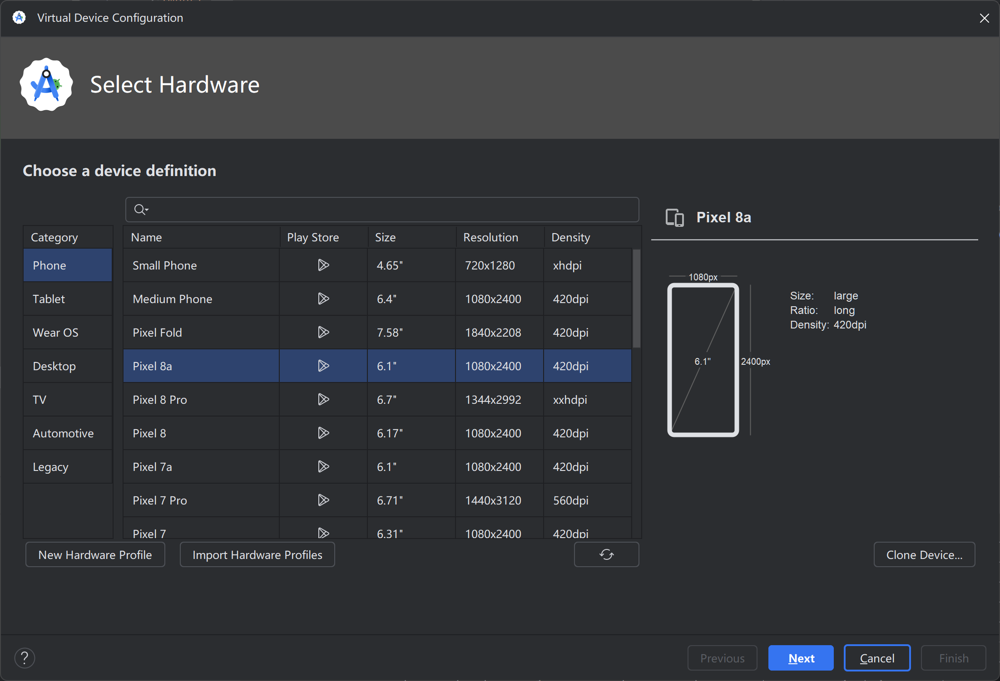 Virtual Device Configuration
Select Hardware
Choose a device definition
Category
Phone
Tablet
Wear OS
Desktop
TV
Automotive
Legacy
Name Play Store Size Resolution Density
Small Phone 4.65" 720x1280 xhdpi
Medium Phone 6.4" 1080x2400 420dpi
Pixel Fold 7.58" 1840x2208 420dpi
Pixel 8a 6.1" 1080x2400 420dpi
Pixel 8 Pro 6.7" 1344x2992 xxhdpi
Pixel 8 6.17" 1080x2400 420dpi
Pixel 7a 6.1" 1080x2400 420dpi
Pixel 7 Pro 6.71" 1440x3120 560dpi
Pixel 7 6.31" 1080x2400 420dpi
Pixel 8a
1080px
6.1"
2400px
Size: large
Ratio: long
Density: 420dpi
New Hardware Profile
Import Hardware Profiles
Clone Device...
?
Previous
Next
Cancel
Finish